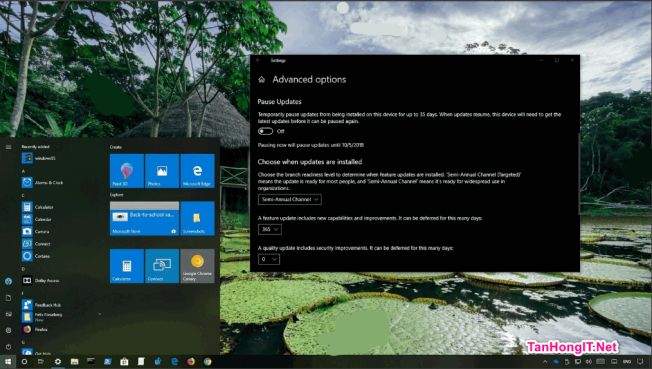 Recently added
windows95
A
Alarms & Clock
C
Calculator
Calendar
Camera
Connect
Cortana
D
Dolby Access
F
Feedback Hub
New
Firefox
G
Create
Paint 3D
Photos
Microsoft Edge
Explore
Back-to-school sa...
Microsoft Store
Screenshots
Calculator
Connect
Google Chrome
Canary
Settings
Advanced options
Pause Updates
Temporarily pause updates from being installed on this device for up to 35 days. When updates resume, this device will need to get the
latest updates before it can be paused again.
Off
Pausing now will pause updates until 10/5/2018
Choose when updates are installed
Choose the branch readiness level to determine when feature updates are installed. 'Semi-Annual Channel (Targeted)'
means the update is ready for most people, and 'Semi-Annual Channel' means it's ready for widespread use in
organizations.
Semi-Annual Channel
A feature update includes new capabilities and improvements. It can be deferred for this many days:
365
A quality update includes security improvements. It can be deferred for this many days:
0
TanHongIT.Net
ENG